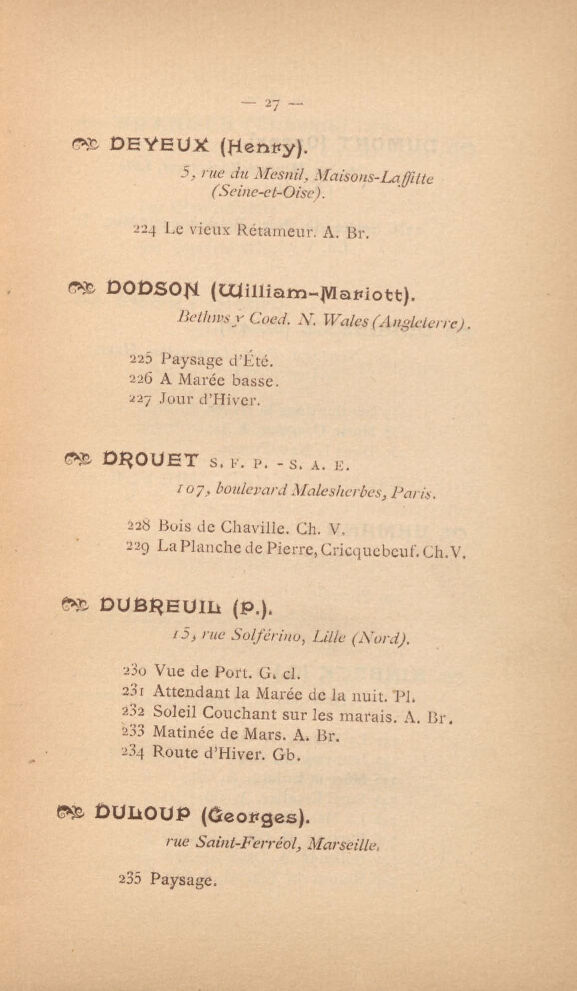 — 27 —
DEYEUX (Henry).
5, rue du Mesnil, Maisons-Laffitte
(Seine-et-Oise).
224 Le vieux Rétameur. A. Br.
DODSON (William-Mariott).
Bethws y Coed. N. Wales (Angleterre).
225 Paysage d'Été.
226 A Marée basse.
227 Jour d'Hiver.
DROUET S. F. P. - S. A. E.
107, boulevard Malesherbes, Paris.
228 Bois de Chaville. Ch. V.
229 La Planche de Pierre, Cricquebeuf. Ch. V.
DUBREUIL (P.).
15, rue Solférino, Lille (Nord).
230 Vue de Port. G. cl.
231 Attendant la Marée de la nuit. Pl.
232 Soleil Couchant sur les marais. A. Br.
233 Matinée de Mars. A. Br.
234 Route d'Hiver. Gb.
DULOUP (Georges).
rue Saint-Ferréol, Marseille.
235 Paysage.